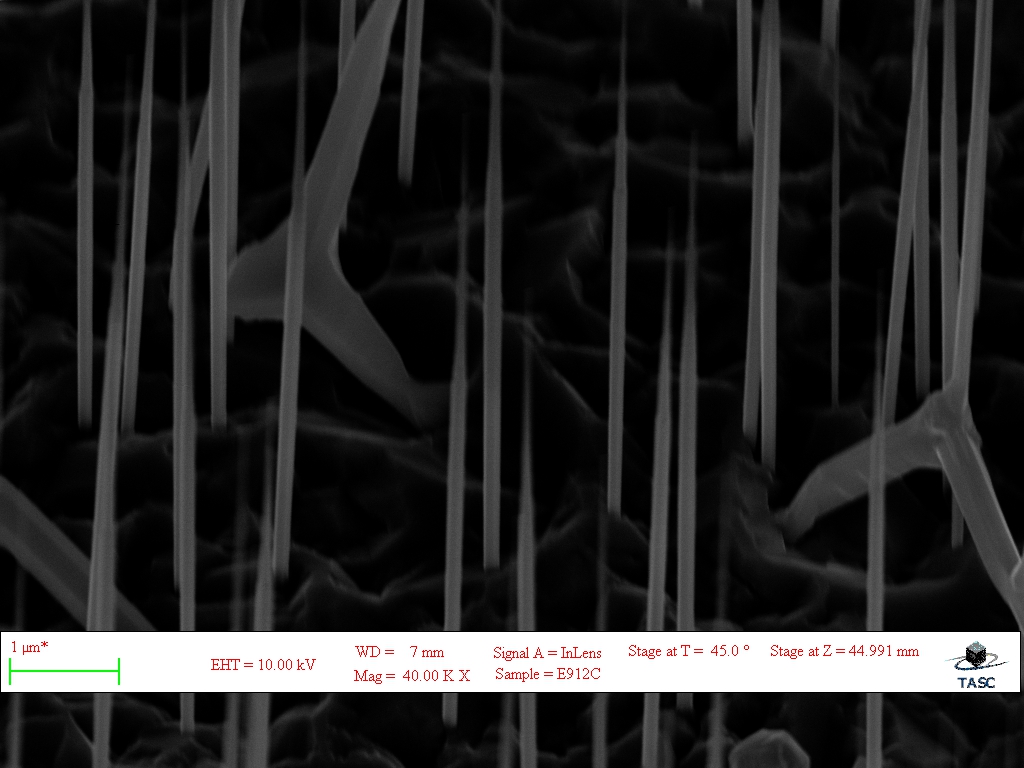 1 µm*
EHT = 10.00 kV
WD = 7 mm
Mag = 40.00 K X
Signal A = InLens
Sample = E912C
Stage at T = 45.0 °
Stage at Z = 44.991 mm
TASC